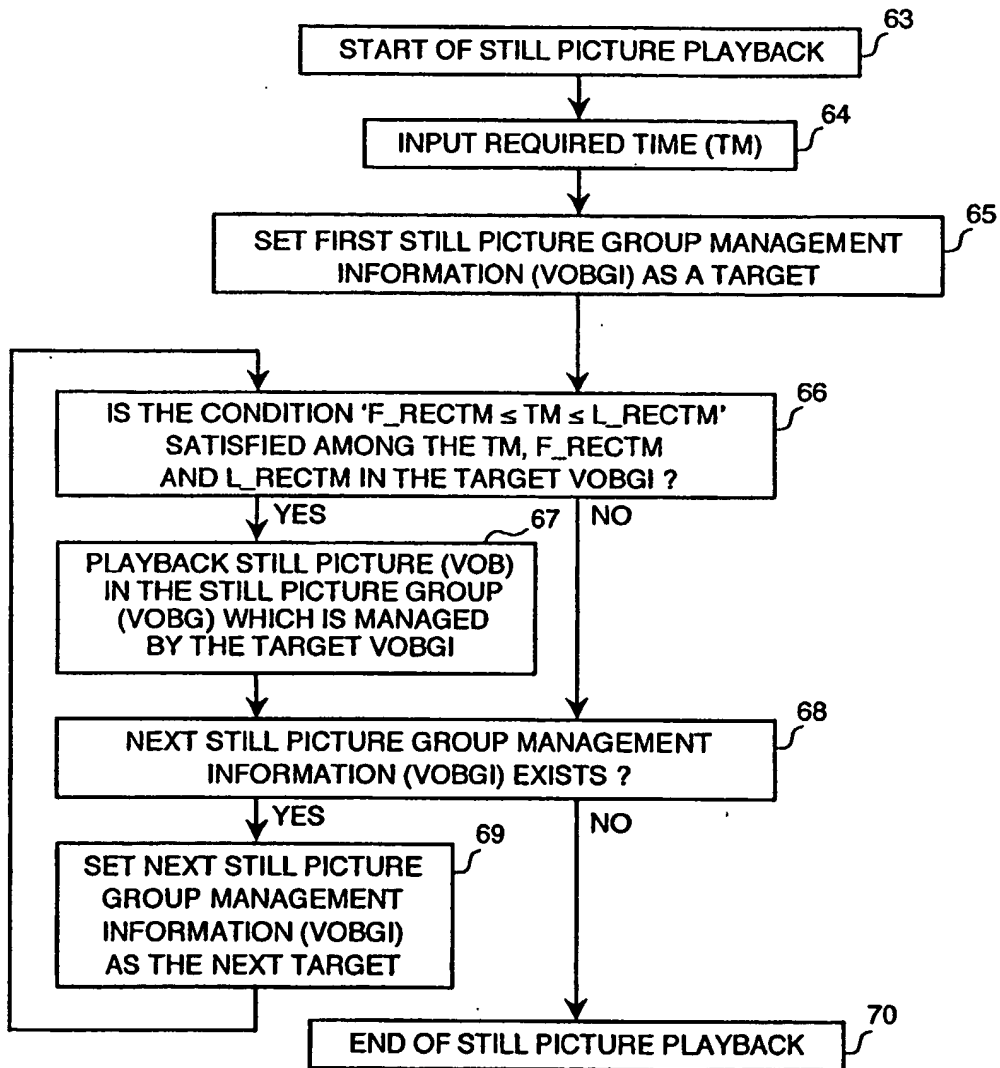 63
START OF STILL PICTURE PLAYBACK
64
INPUT REQUIRED TIME (TM)
65
SET FIRST STILL PICTURE GROUP MANAGEMENT
INFORMATION (VOBGI) AS A TARGET
66
IS THE CONDITION 'F_RECTM ≤ TM ≤ L_RECTM'
SATISFIED AMONG THE TM, F_RECTM
AND L_RECTM IN THE TARGET VOBGI ?
YES
NO
67
PLAYBACK STILL PICTURE (VOB)
IN THE STILL PICTURE GROUP
(VOBG) WHICH IS MANAGED
BY THE TARGET VOBGI
68
NEXT STILL PICTURE GROUP MANAGEMENT
INFORMATION (VOBGI) EXISTS ?
YES
NO
69
SET NEXT STILL PICTURE
GROUP MANAGEMENT
INFORMATION (VOBGI)
AS THE NEXT TARGET
70
END OF STILL PICTURE PLAYBACK